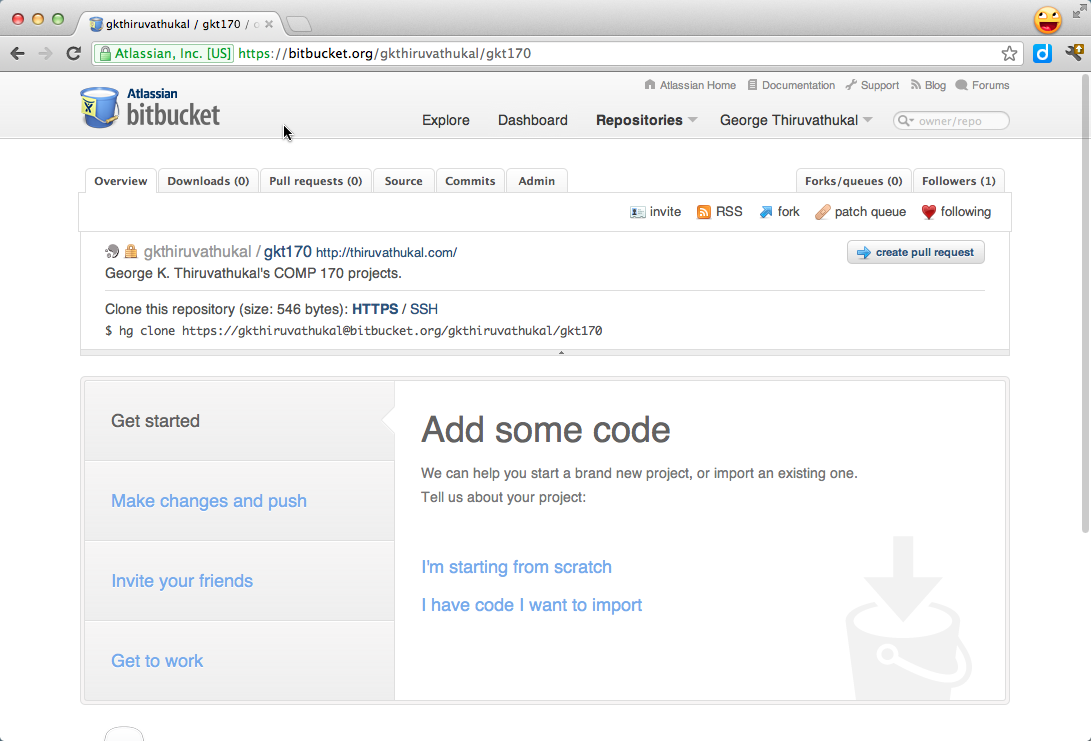 gkthiruvathukal / gkt170 /
Atlassian, Inc. [US] https://bitbucket.org/gkthiruvathukal/gkt170
Atlassian Home Documentation Support Blog Forums
Atlassian
bitbucket
Explore Dashboard Repositories George Thiruvathukal owner/repo
Overview Downloads (0) Pull requests (0) Source Commits Admin Forks/queues (0) Followers (1)
invite RSS fork patch queue following
gkthiruvathukal / gkt170 http://thiruvathukal.com/ create pull request
George K. Thiruvathukal's COMP 170 projects.
Clone this repository (size: 546 bytes): HTTPS / SSH
$ hg clone https://gkthiruvathukal@bitbucket.org/gkthiruvathukal/gkt170
Get started
Make changes and push
Invite your friends
Get to work
Add some code
We can help you start a brand new project, or import an existing one.
Tell us about your project:
I'm starting from scratch
I have code I want to import